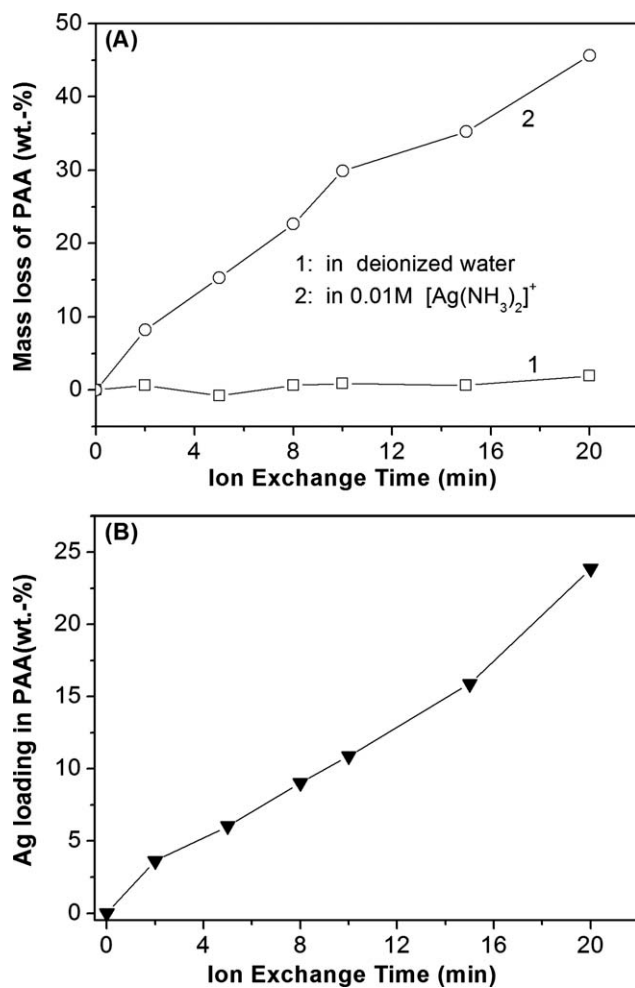 (A)
Mass loss of PAA (wt.-%)
50
40
30
20
10
0
2
1: in deionized water
2: in 0.01M [Ag(NH₃)₂]⁺
1
0 4 8 12 16 20
Ion Exchange Time (min)
(B)
Ag loading in PAA(wt.-%)
25
20
15
10
5
0
0 4 8 12 16 20
Ion Exchange Time (min)